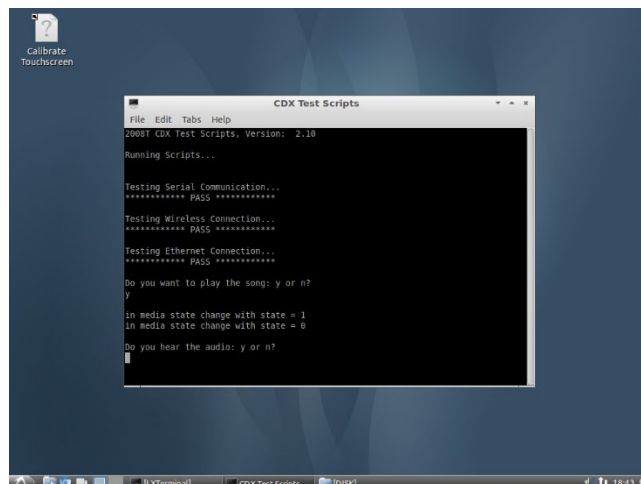 Calibrate
Touchscreen
CDX Test Scripts
File Edit Tabs Help
2008T CDX Test Scripts, Version: 2.10
Running Scripts...
Testing Serial Communication...
************ PASS ************
Testing Wireless Connection...
************ PASS ************
Testing Ethernet Connection...
************ PASS ************
Do you want to play the song: y or n?
y
in media state change with state = 1
in media state change with state = 0
Do you hear the audio: y or n?
[LXTerminal] CDX Test Scripts [DISK] 18:43